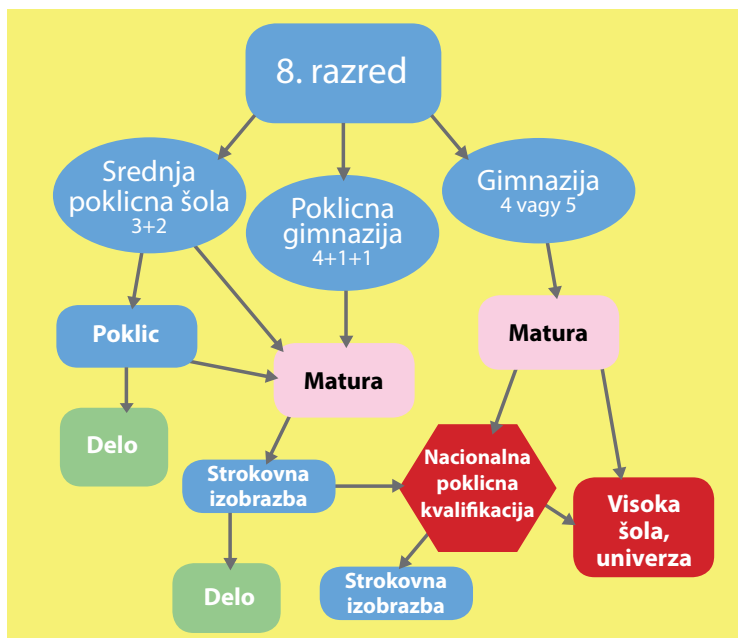 8. razred
Srednja
poklicna šola
3+2
Poklicna
gimnazija
4+1+1
Gimnazija
4 vagy 5
Poklic
Matura
Matura
Delo
Strokovna
izobrazba
Nacionalna
poklicna
kvalifikacija
Visoka
šola,
univerza
Delo
Strokovna
izobrazba